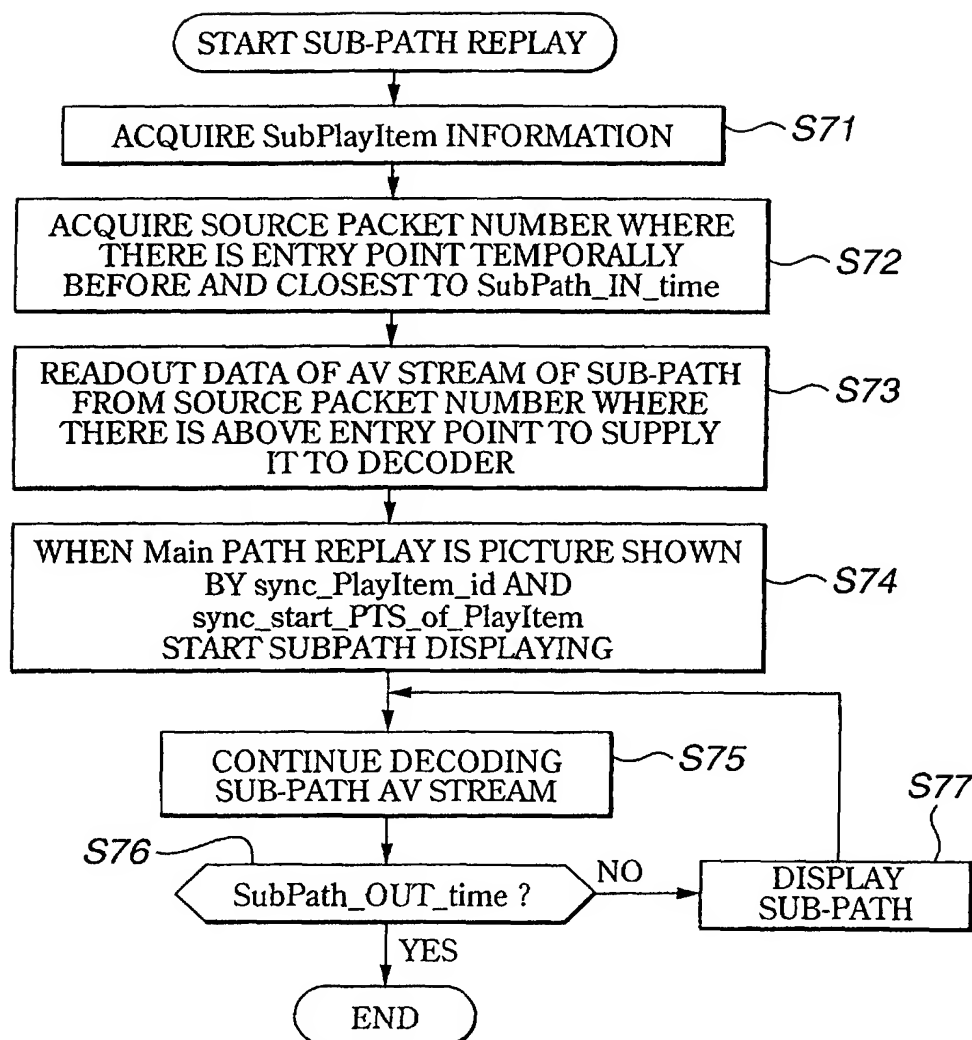 START SUB-PATH REPLAY
ACQUIRE SubPlayItem INFORMATION
S71
ACQUIRE SOURCE PACKET NUMBER WHERE
THERE IS ENTRY POINT TEMPORALLY
BEFORE AND CLOSEST TO SubPath_IN_time
S72
READOUT DATA OF AV STREAM OF SUB-PATH
FROM SOURCE PACKET NUMBER WHERE
THERE IS ABOVE ENTRY POINT TO SUPPLY
IT TO DECODER
S73
WHEN Main PATH REPLAY IS PICTURE SHOWN
BY sync_PlayItem_id AND
sync_start_PTS_of_PlayItem
START SUBPATH DISPLAYING
S74
CONTINUE DECODING
SUB-PATH AV STREAM
S75
S76
SubPath_OUT_time ?
NO
S77
DISPLAY
SUB-PATH
YES
END